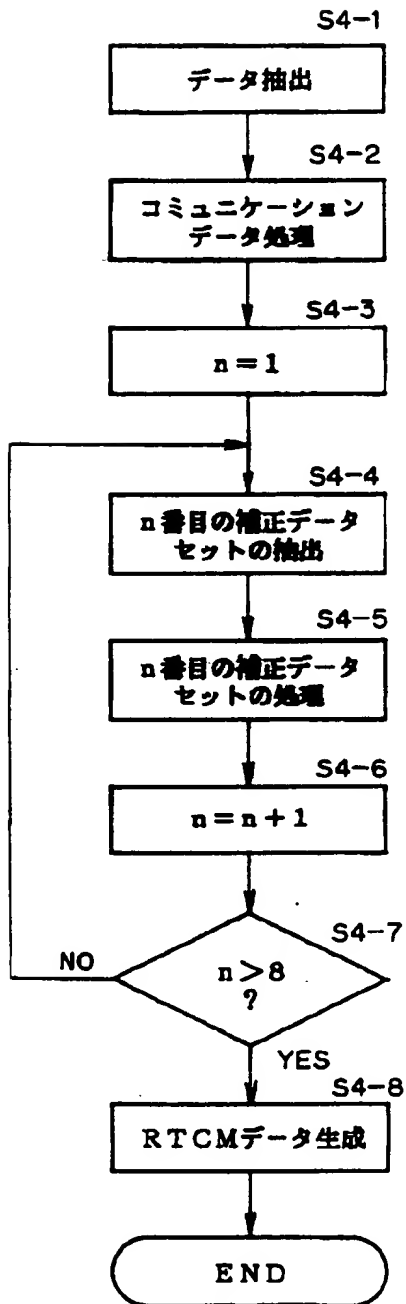 S4-1
データ抽出
S4-2
コミュニケーション
データ処理
S4-3
n=1
S4-4
n番目の補正データ
セットの抽出
S4-5
n番目の補正データ
セットの処理
S4-6
n=n+1
S4-7
NO
n>8
?
YES
S4-8
RTCMデータ生成
END